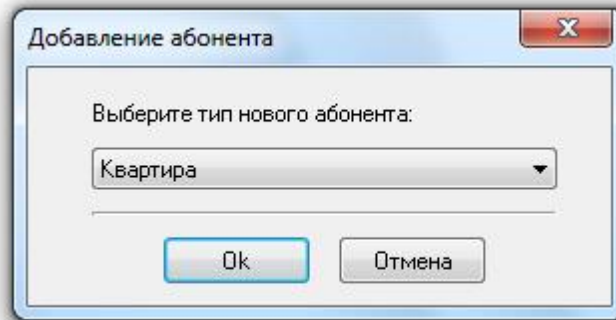 Добавление абонента
Выберите тип нового абонента:
Квартира
Ok
Отмена